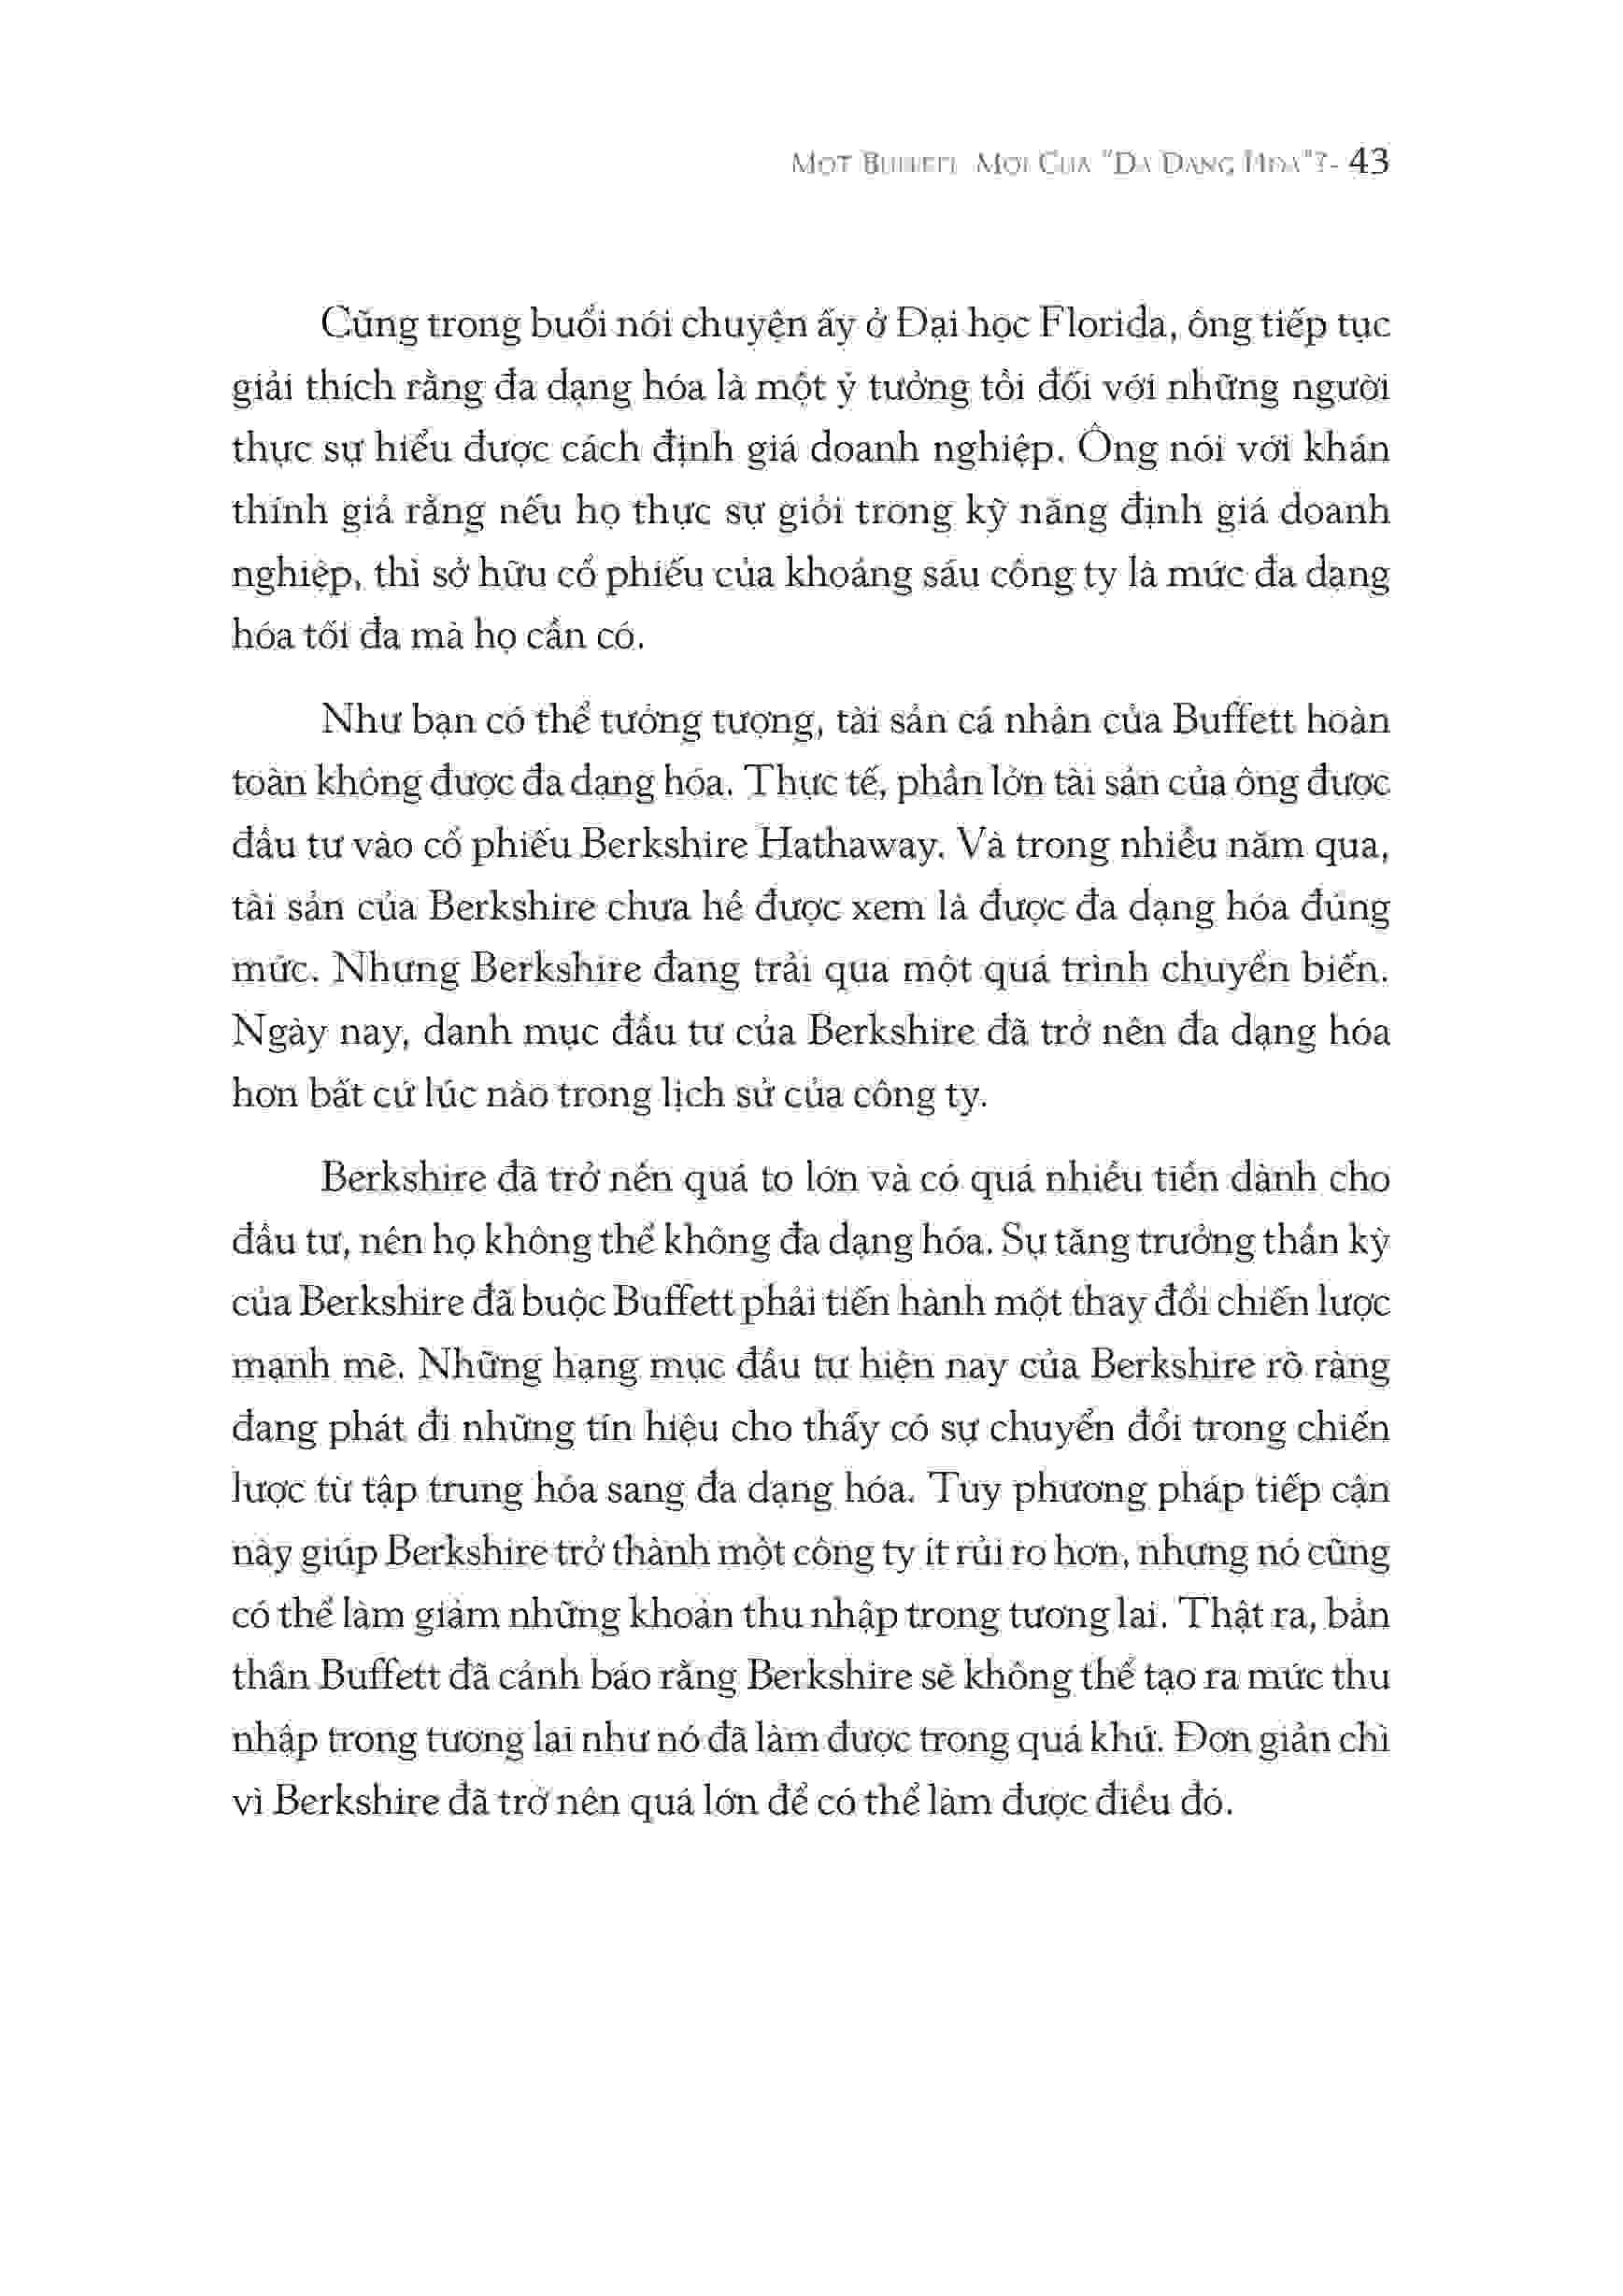 Một Buffett Mới Của "Đa Dạng Hóa"?- 43
Cũng trong buổi nói chuyện ấy ở Đại học Florida, ông tiếp tục
giải thích rằng đa dạng hóa là một ý tưởng tồi đối với những người
thực sự hiểu được cách định giá doanh nghiệp. Ông nói với khán
thính giả rằng nếu họ thực sự giỏi trong kỹ năng định giá doanh
nghiệp, thì sở hữu cổ phiếu của khoảng sáu công ty là mức đa dạng
hóa tối đa mà họ cần có.
Như bạn có thể tưởng tượng, tài sản cá nhân của Buffett hoàn
toàn không được đa dạng hóa. Thực tế, phần lớn tài sản của ông được
đầu tư vào cổ phiếu Berkshire Hathaway. Và trong nhiều năm qua,
tài sản của Berkshire chưa hề được xem là được đa dạng hóa đúng
mức. Nhưng Berkshire đang trải qua một quá trình chuyển biến.
Ngày nay, danh mục đầu tư của Berkshire đã trở nên đa dạng hóa
hơn bất cứ lúc nào trong lịch sử của công ty.
Berkshire đã trở nên quá to lớn và có quá nhiều tiền dành cho
đầu tư, nên họ không thể không đa dạng hóa. Sự tăng trưởng thần kỳ
của Berkshire đã buộc Buffett phải tiến hành một thay đổi chiến lược
mạnh mẽ. Những hạng mục đầu tư hiện nay của Berkshire rõ ràng
đang phát đi những tín hiệu cho thấy có sự chuyển đổi trong chiến
lược từ tập trung hóa sang đa dạng hóa. Tuy phương pháp tiếp cận
này giúp Berkshire trở thành một công ty ít rủi ro hơn, nhưng nó cũng
có thể làm giảm những khoản thu nhập trong tương lai. Thật ra, bản
thân Buffett đã cảnh báo rằng Berkshire sẽ không thể tạo ra mức thu
nhập trong tương lai như nó đã làm được trong quá khứ. Đơn giản chỉ
vì Berkshire đã trở nên quá lớn để có thể làm được điều đó.